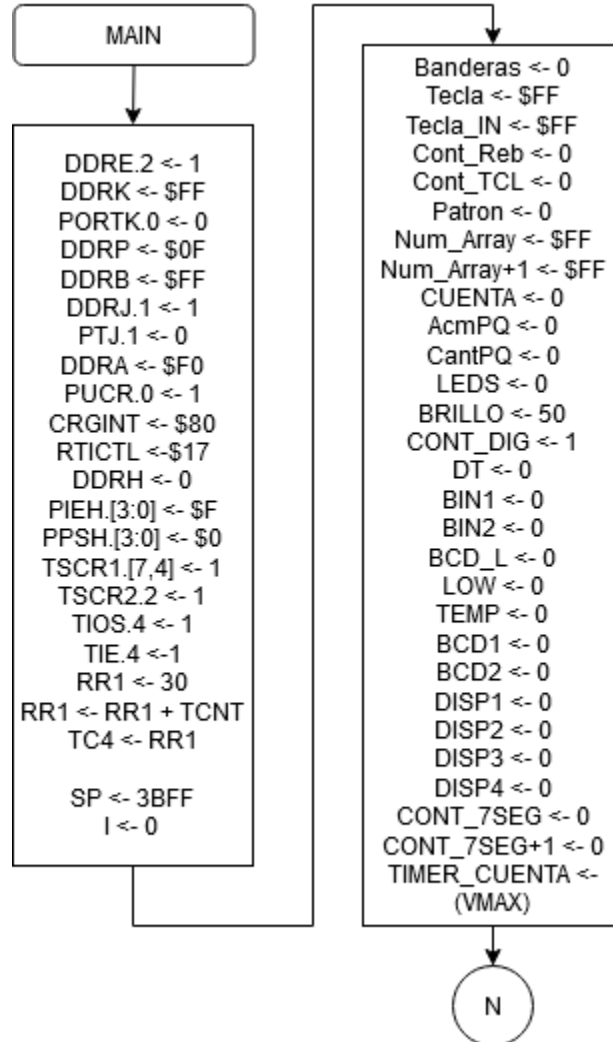 MAIN
DDRE.2 <- 1
DDRK <- $FF
PORTK.0 <- 0
DDRP <- $0F
DDRB <- $FF
DDRJ.1 <- 1
PTJ.1 <- 0
DDRA <- $F0
PUCR.0 <- 1
CRGINT <- $80
RTICTL <-$17
DDRH <- 0
PIEH.[3:0] <- $F
PPSH.[3:0] <- $0
TSCR1.[7,4] <- 1
TSCR2.2 <- 1
TIOS.4 <- 1
TIE.4 <-1
RR1 <- 30
RR1 <- RR1 + TCNT
TC4 <- RR1
SP <- 3BFF
I <- 0
Banderas <- 0
Tecla <- $FF
Tecla_IN <- $FF
Cont_Reb <- 0
Cont_TCL <- 0
Patron <- 0
Num_Array <- $FF
Num_Array+1 <- $FF
CUENTA <- 0
AcmPQ <- 0
CantPQ <- 0
LEDS <- 0
BRILLO <- 50
CONT_DIG <- 1
DT <- 0
BIN1 <- 0
BIN2 <- 0
BCD_L <- 0
LOW <- 0
TEMP <- 0
BCD1 <- 0
BCD2 <- 0
DISP1 <- 0
DISP2 <- 0
DISP3 <- 0
DISP4 <- 0
CONT_7SEG <- 0
CONT_7SEG+1 <- 0
TIMER_CUENTA <-
(VMAX)
N